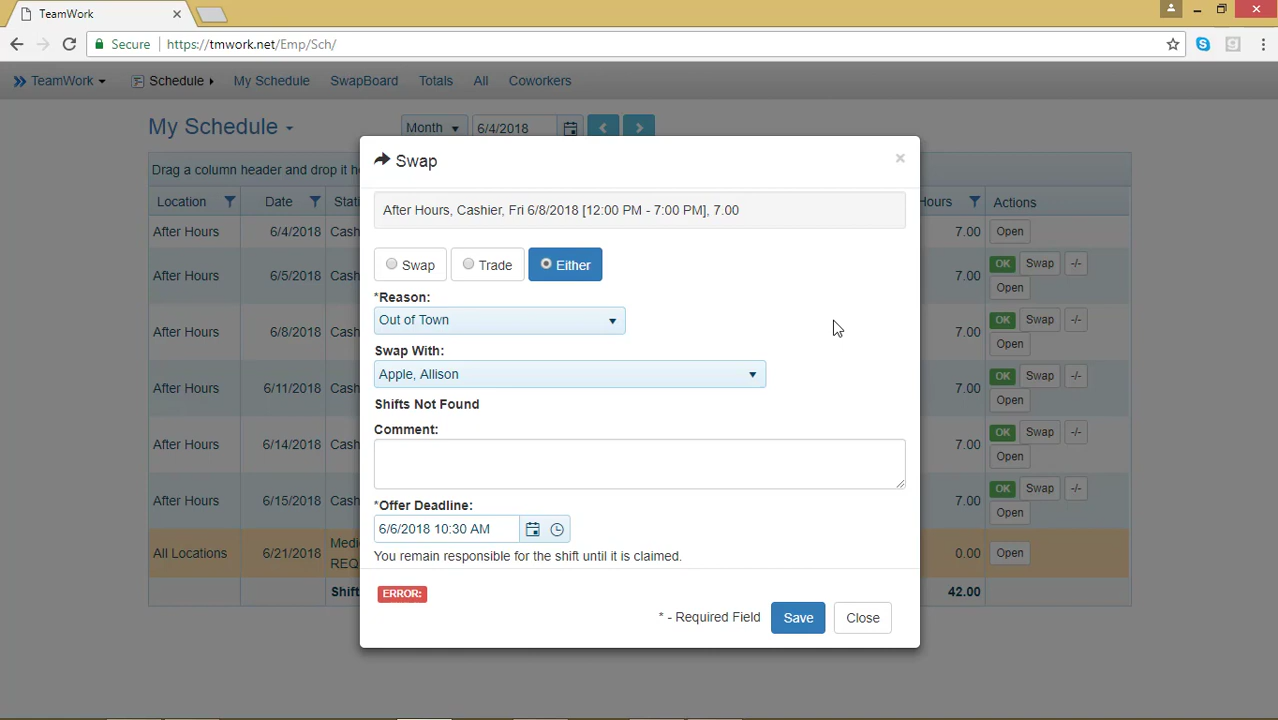 TeamWork
Secure https://tmwork.net/Emp/Sch/
TeamWork Schedule My Schedule SwapBoard Totals All Coworkers
My Schedule Month 6/4/2018
Drag a column header and drop it he
Location Date Stati Hours Actions
After Hours 6/4/2018 Cash 7.00 Open
After Hours 6/5/2018 Cash 7.00 OK Swap -/-
Open
After Hours 6/8/2018 Cash 7.00 OK Swap -/-
Open
After Hours 6/11/2018 Cash 7.00 OK Swap -/-
Open
After Hours 6/14/2018 Cash 7.00 OK Swap -/-
Open
After Hours 6/15/2018 Cash 7.00 OK Swap -/-
Open
All Locations 6/21/2018 Medi
REQ 0.00 Open
Shift 42.00
Swap ×
After Hours, Cashier, Fri 6/8/2018 [12:00 PM - 7:00 PM], 7.00
Swap Trade Either
*Reason:
Out of Town
Swap With:
Apple, Allison
Shifts Not Found
Comment:
*Offer Deadline:
6/6/2018 10:30 AM
You remain responsible for the shift until it is claimed.
ERROR:
* - Required Field Save Close